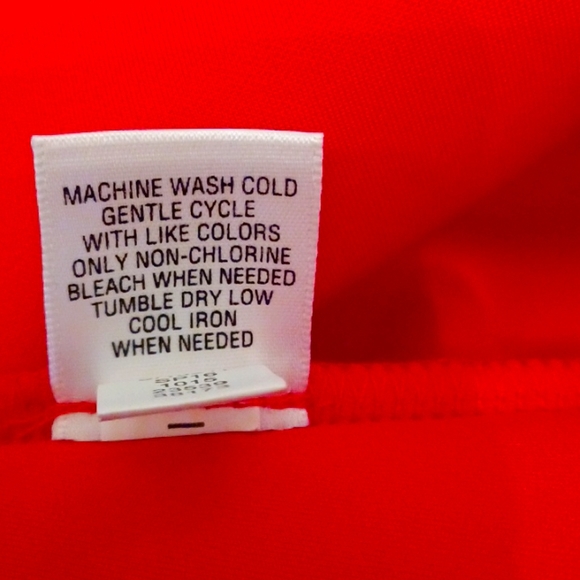 MACHINE WASH COLD
GENTLE CYCLE
WITH LIKE COLORS
ONLY NON-CHLORINE
BLEACH WHEN NEEDED
TUMBLE DRY LOW
COOL IRON
WHEN NEEDED